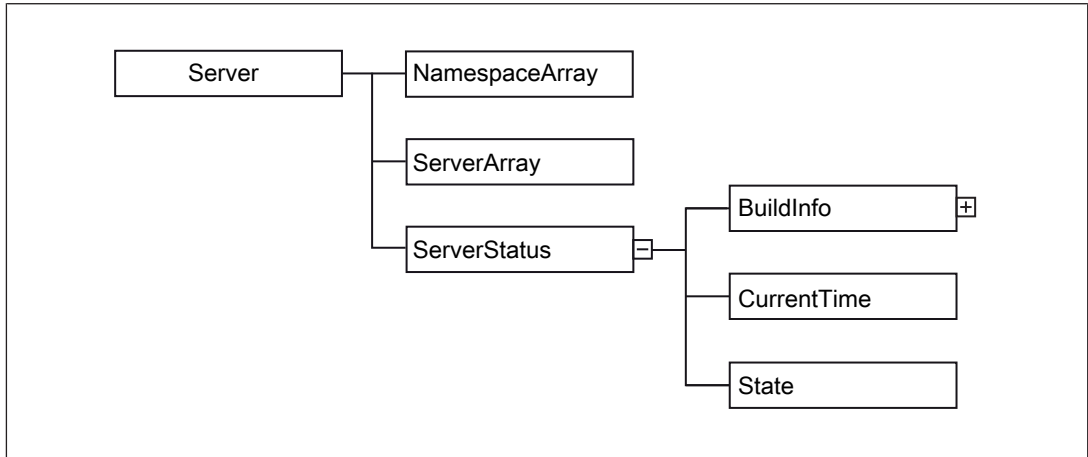 Server
NamespaceArray
ServerArray
ServerStatus
BuildInfo
CurrentTime
State